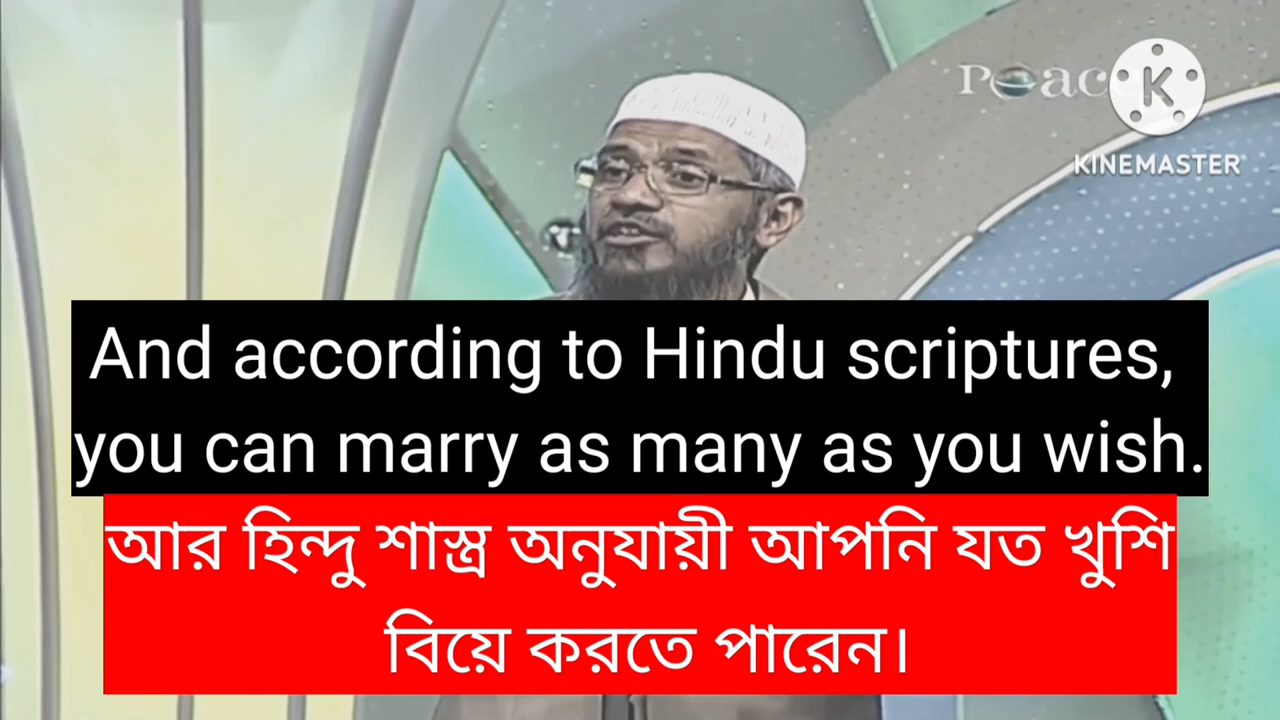 Peace
KINEMASTER
And according to Hindu scriptures,
you can marry as many as you wish.
আর হিন্দু শাস্ত্র অনুযায়ী আপনি যত খুশি
বিয়ে করতে পারেন।